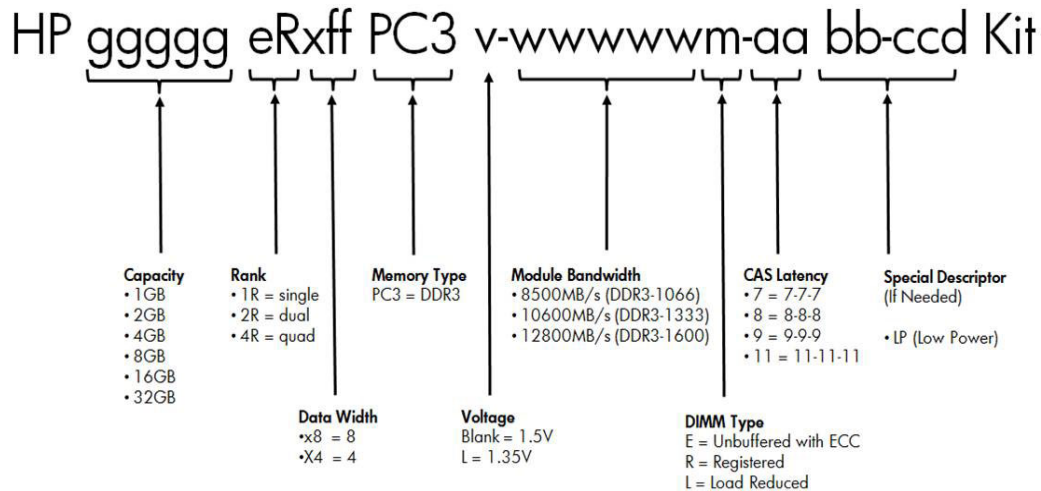 HP ggggg eRxff PC3 v-wwwwwm-aa bb-ccd Kit
Capacity
• 1GB
• 2GB
• 4GB
• 8GB
• 16GB
• 32GB
Rank
• 1R = single
• 2R = dual
• 4R = quad
Memory Type
PC3 = DDR3
Module Bandwidth
• 8500MB/s (DDR3-1066)
• 10600MB/s (DDR3-1333)
• 12800MB/s (DDR3-1600)
CAS Latency
• 7 = 7-7-7
• 8 = 8-8-8
• 9 = 9-9-9
• 11 = 11-11-11
Special Descriptor
(If Needed)
• LP (Low Power)
Data Width
•x8 = 8
•X4 = 4
Voltage
Blank = 1.5V
L = 1.35V
DIMM Type
E = Unbuffered with ECC
R = Registered
L = Load Reduced